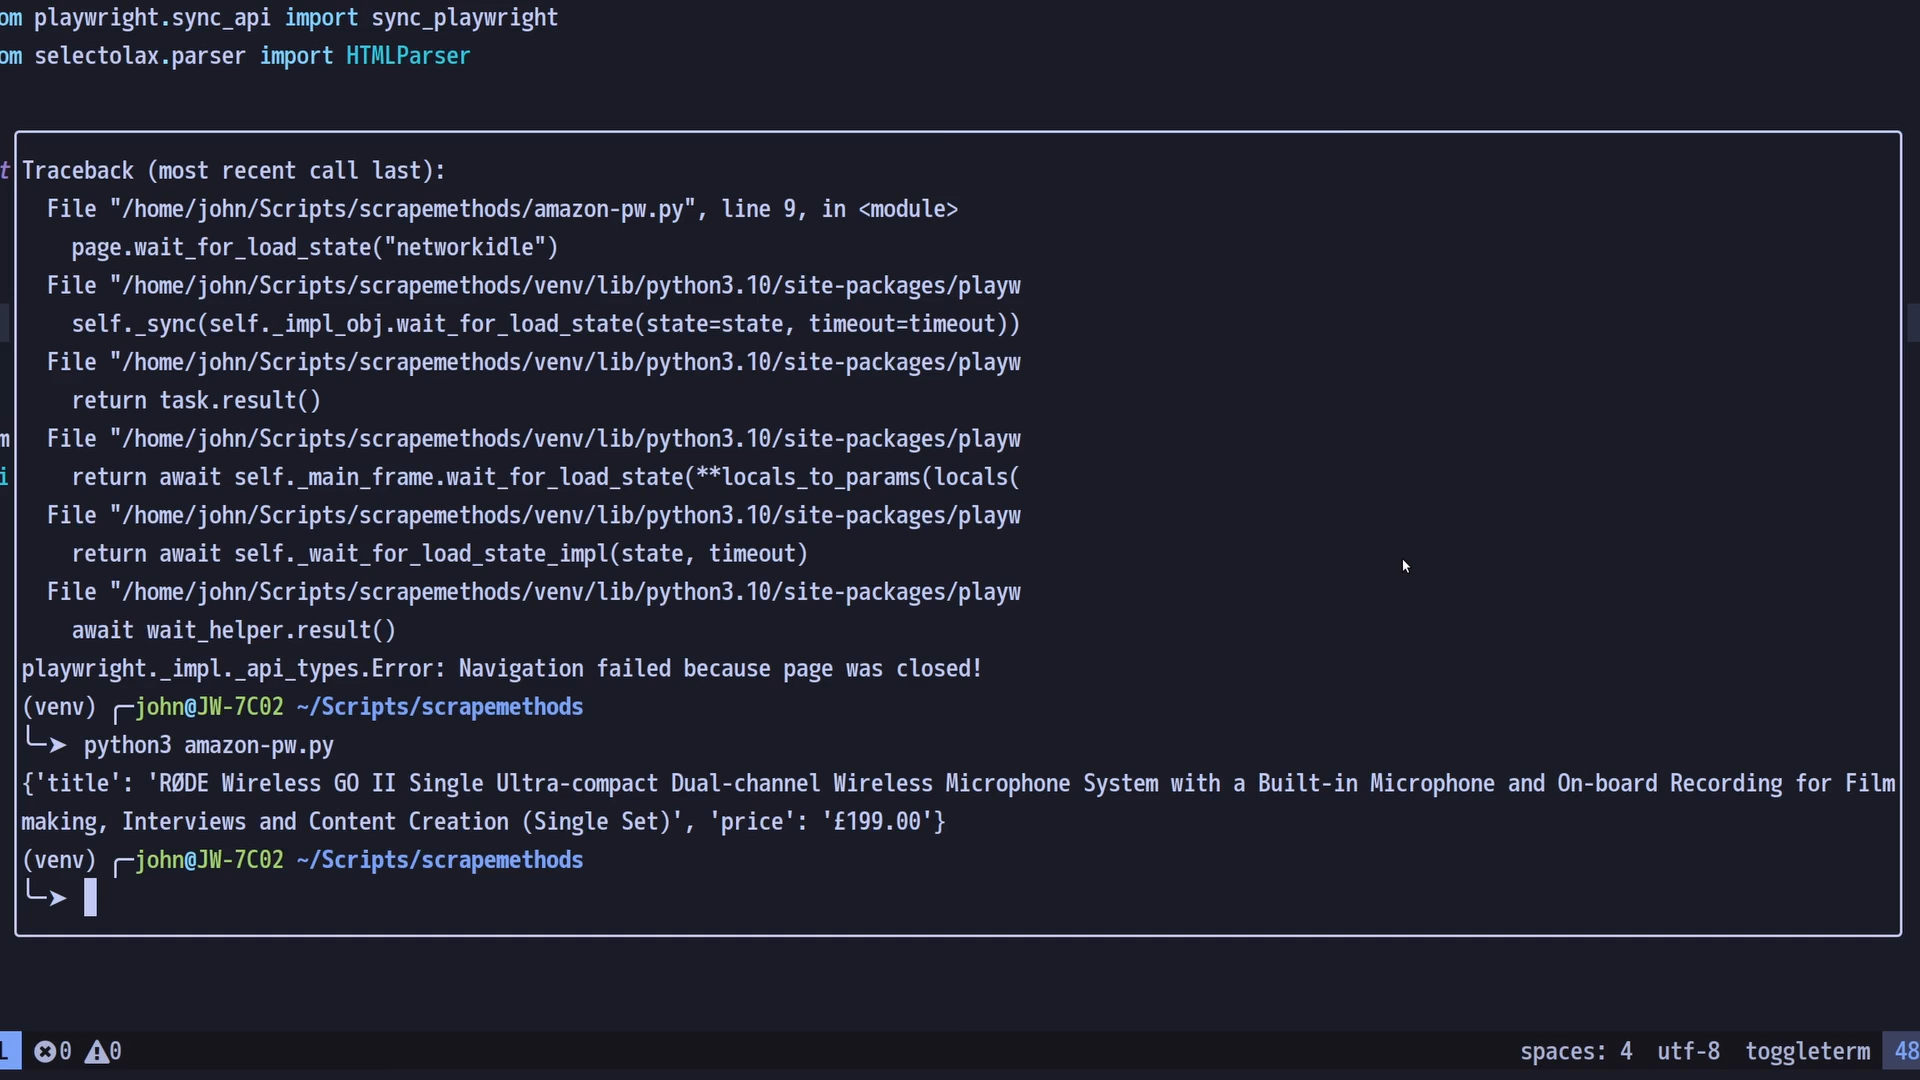 om playwright.sync_api import sync_playwright
om selectolax.parser import HTMLParser
t
Traceback (most recent call last):
File "/home/john/Scripts/scrapemethods/amazon-pw.py", line 9, in <module>
page.wait_for_load_state("networkidle")
File "/home/john/Scripts/scrapemethods/venv/lib/python3.10/site-packages/playw
self._sync(self._impl_obj.wait_for_load_state(state=state, timeout=timeout))
File "/home/john/Scripts/scrapemethods/venv/lib/python3.10/site-packages/playw
return task.result()
m
File "/home/john/Scripts/scrapemethods/venv/lib/python3.10/site-packages/playw
i
return await self._main_frame.wait_for_load_state(**locals_to_params(locals(
File "/home/john/Scripts/scrapemethods/venv/lib/python3.10/site-packages/playw
return await self._wait_for_load_state_impl(state, timeout)
File "/home/john/Scripts/scrapemethods/venv/lib/python3.10/site-packages/playw
await wait_helper.result()
playwright._impl._api_types.Error: Navigation failed because page was closed!
(venv) ╭─john@JW-7C02 ~/Scripts/scrapemethods
╰─➤ python3 amazon-pw.py
{'title': 'RØDE Wireless GO II Single Ultra-compact Dual-channel Wireless Microphone System with a Built-in Microphone and On-board Recording for Film
making, Interviews and Content Creation (Single Set)', 'price': '£199.00'}
(venv) ╭─john@JW-7C02 ~/Scripts/scrapemethods
╰─➤
L 0 0 spaces: 4 utf-8 toggleterm 48